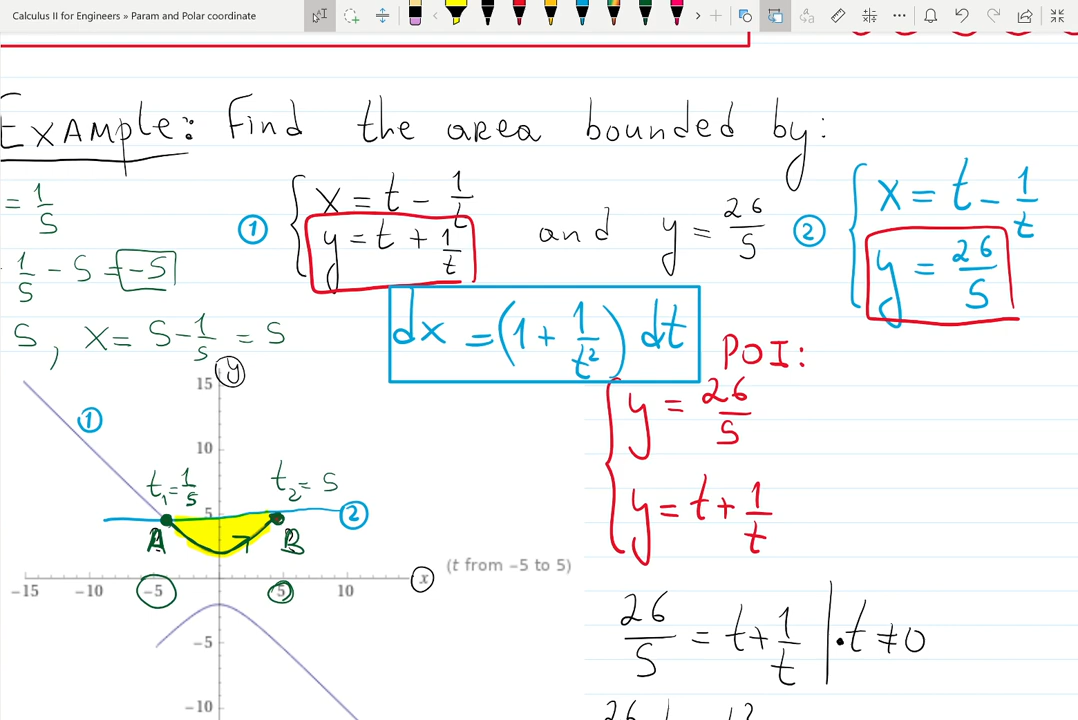 Calculus II for Engineers » Param and Polar coordinate
EXAMPLE: Find the area bounded by:
= 1/5
① { x = t - 1/t
y = t + 1/t
and y = 26/5
② { x = t - 1/t
y = 26/5
1/5 - 5 = -5
5, x = 5 - 1/5 = 5
dx = (1 + 1/t²) dt
POI:
{ y = 26/5
y = t + 1/t
y
15
①
10
t₁ = 1/5
t₂ = 5
5
②
A
B
(t from −5 to 5)
−15 −10 −5 5 10 x
−5
−10
26/5 = t + 1/t | · t ≠ 0